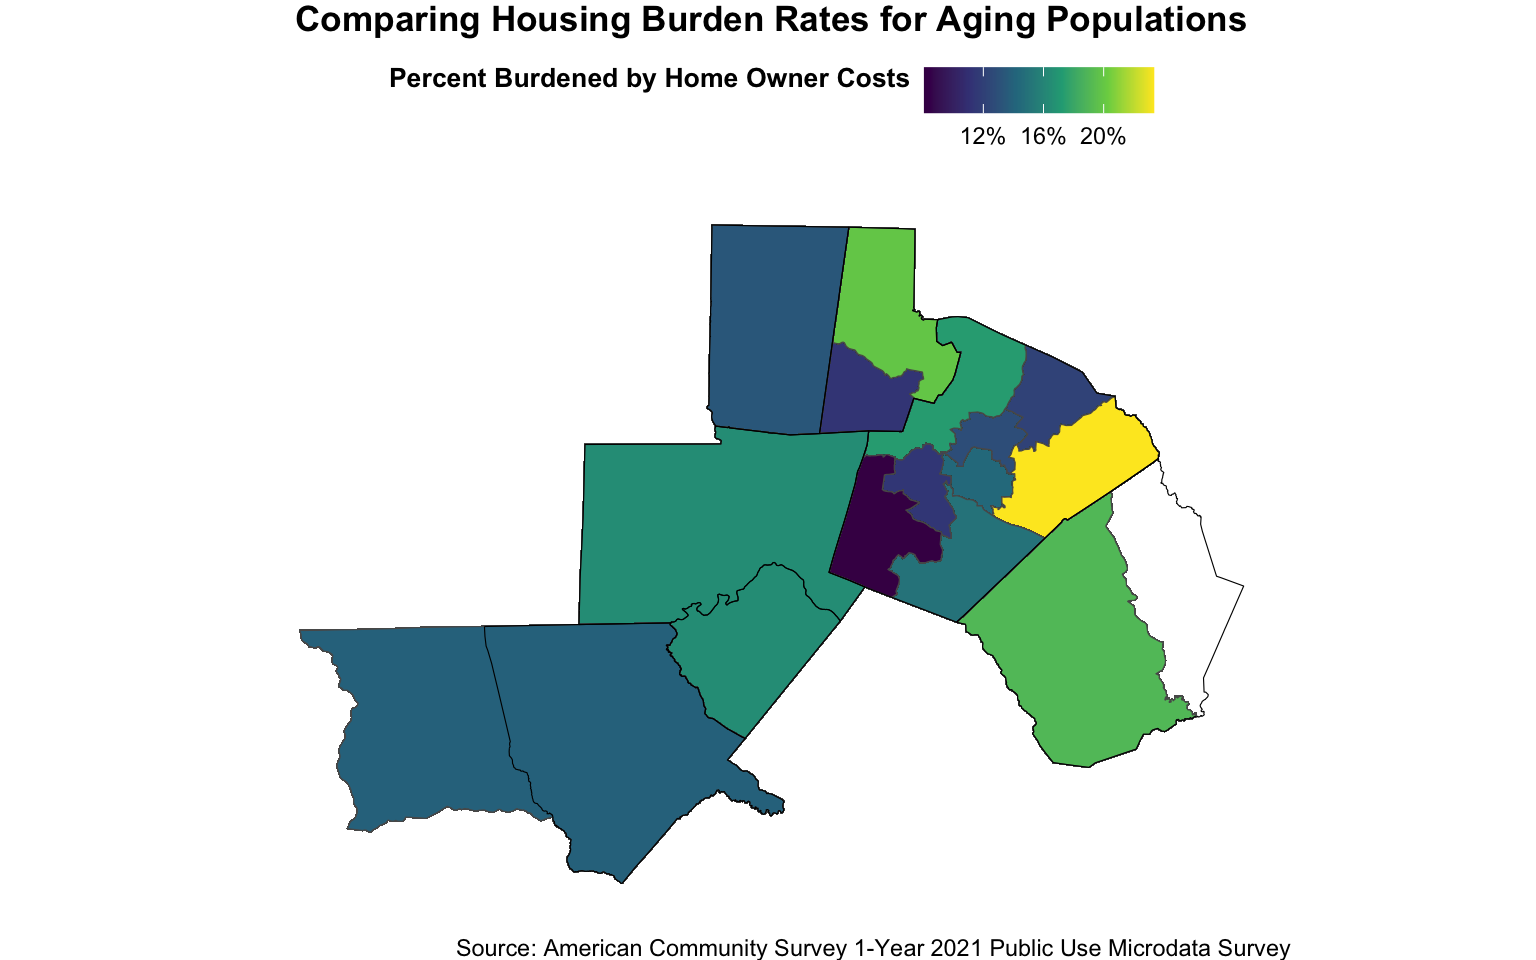 Comparing Housing Burden Rates for Aging Populations
Percent Burdened by Home Owner Costs
12% 16% 20%
Source: American Community Survey 1-Year 2021 Public Use Microdata Survey